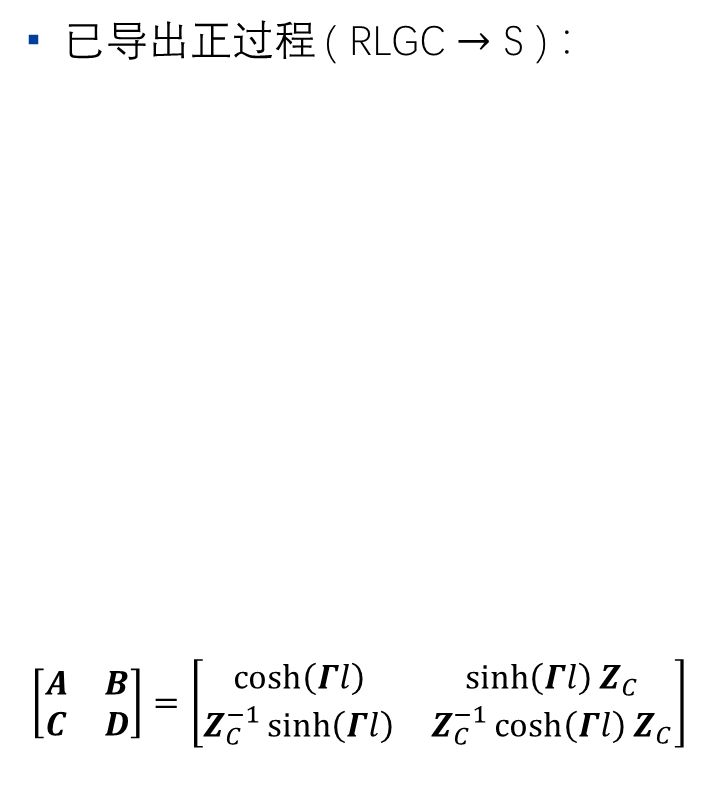 ▪ 已导出正过程（RLGC → S）：
[A B; C D] = [cosh(Γl) sinh(Γl) Z_C; Z_C^{-1} sinh(Γl) Z_C^{-1} cosh(Γl) Z_C]